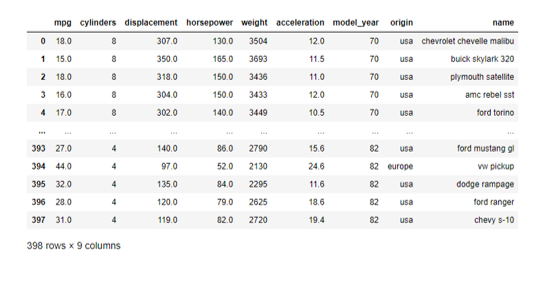 mpg cylinders displacement horsepower weight acceleration model_year origin name
0 18.0 8 307.0 130.0 3504 12.0 70 usa chevrolet chevelle malibu
1 15.0 8 350.0 165.0 3693 11.5 70 usa buick skylark 320
2 18.0 8 318.0 150.0 3436 11.0 70 usa plymouth satellite
3 16.0 8 304.0 150.0 3433 12.0 70 usa amc rebel sst
4 17.0 8 302.0 140.0 3449 10.5 70 usa ford torino
... ... ... ... ... ... ... ... ... ...
393 27.0 4 140.0 86.0 2790 15.6 82 usa ford mustang gl
394 44.0 4 97.0 52.0 2130 24.6 82 europe vw pickup
395 32.0 4 135.0 84.0 2295 11.6 82 usa dodge rampage
396 28.0 4 120.0 79.0 2625 18.6 82 usa ford ranger
397 31.0 4 119.0 82.0 2720 19.4 82 usa chevy s-10
398 rows × 9 columns